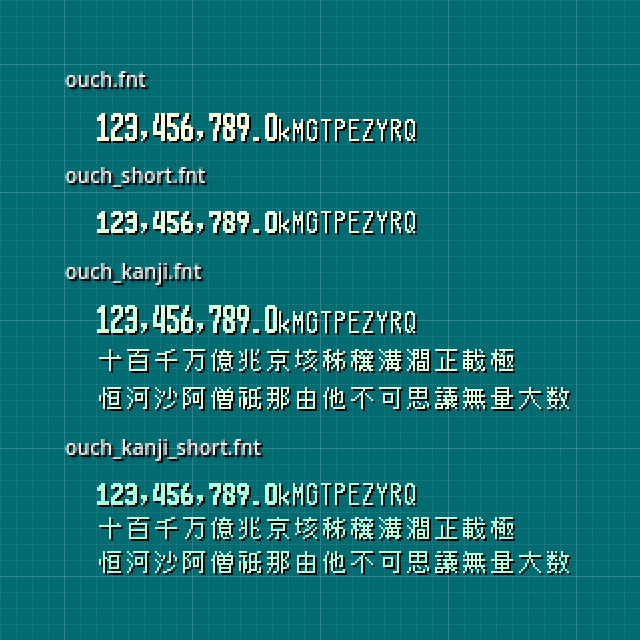 ouch.fnt
123,456,789.0kMGTPEZYRQ
ouch_short.fnt
123,456,789.0kMGTPEZYRQ
ouch_kanji.fnt
123,456,789.0kMGTPEZYRQ
十百千万億兆京垓秭穰溝澗正載極
恒河沙阿僧祇那由他不可思議無量大数
ouch_kanji_short.fnt
123,456,789.0kMGTPEZYRQ
十百千万億兆京垓秭穰溝澗正載極
恒河沙阿僧祇那由他不可思議無量大数